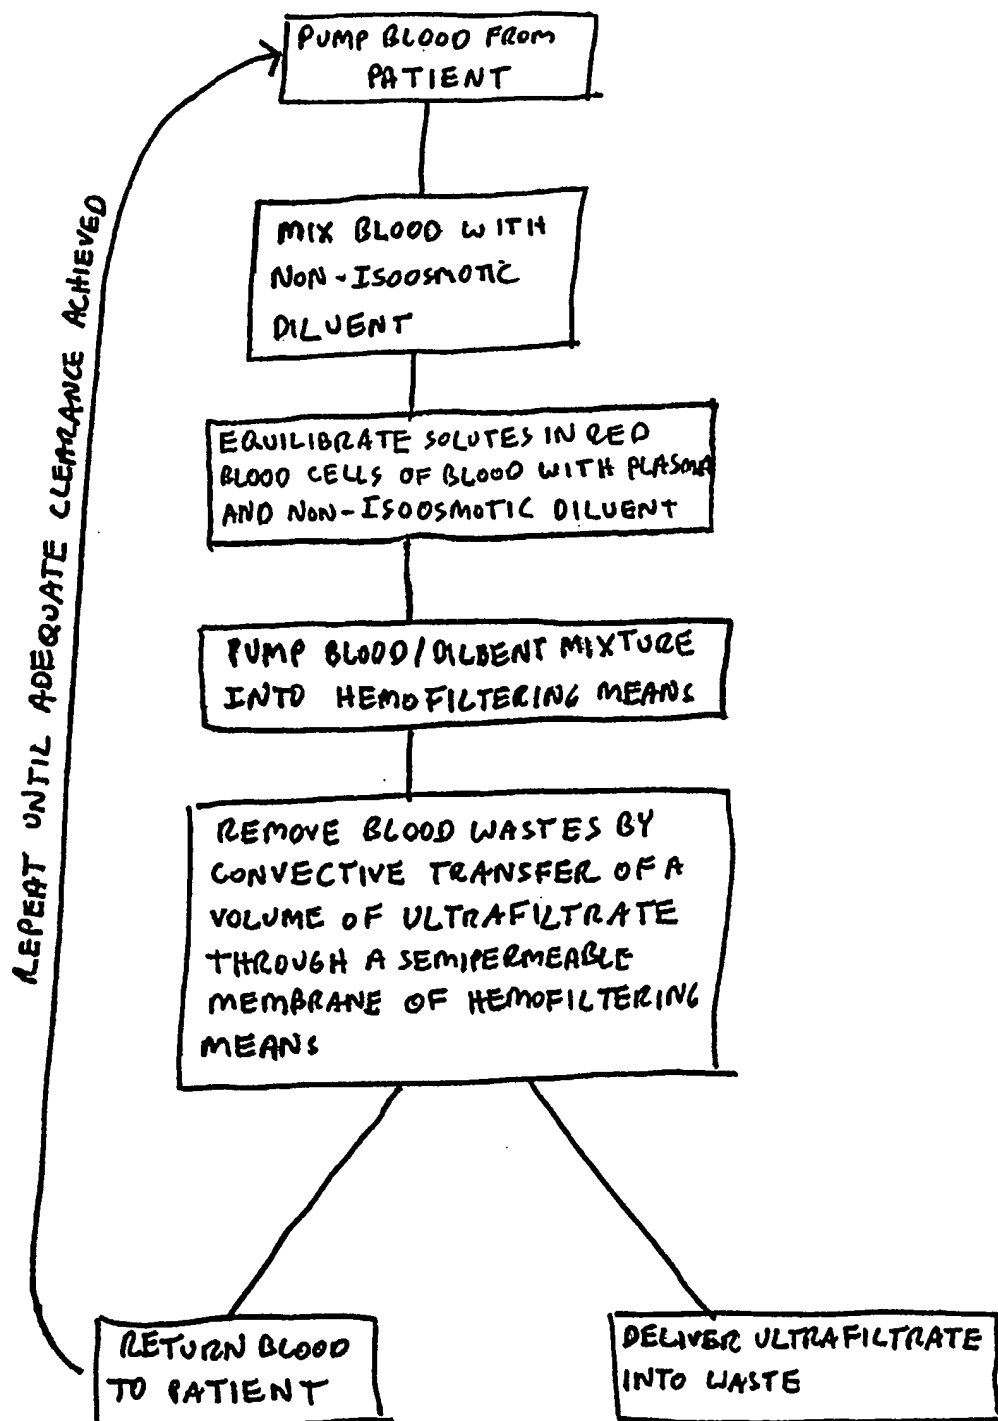 PUMP BLOOD FROM
PATIENT
MIX BLOOD WITH
NON-ISOOSMOTIC
DILUENT
EQUILIBRATE SOLUTES IN RED
BLOOD CELLS OF BLOOD WITH PLASMA
AND NON-ISOOSMOTIC DILUENT
PUMP BLOOD/DILUENT MIXTURE
INTO HEMOFILTERING MEANS
REMOVE BLOOD WASTES BY
CONVECTIVE TRANSFER OF A
VOLUME OF ULTRAFILTRATE
THROUGH A SEMIPERMEABLE
MEMBRANE OF HEMOFILTERING
MEANS
RETURN BLOOD
TO PATIENT
DELIVER ULTRAFILTRATE
INTO WASTE
REPEAT UNTIL ADEQUATE CLEARANCE ACHIEVED